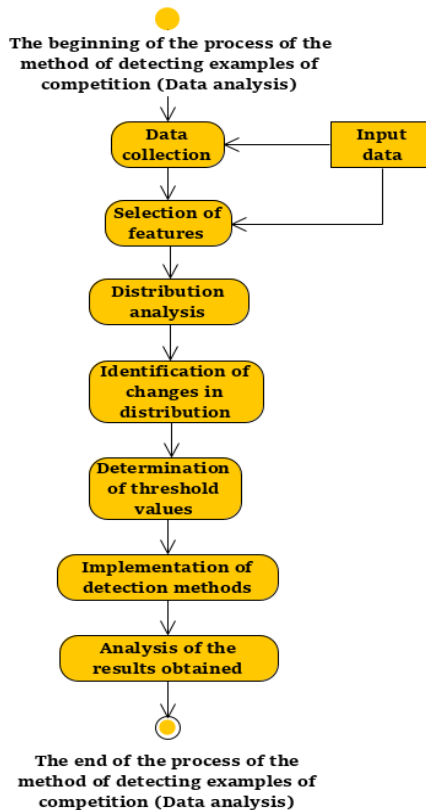 The beginning of the process of the
method of detecting examples of
competition (Data analysis)
Data
collection
Input
data
Selection of
features
Distribution
analysis
Identification of
changes in
distribution
Determination
of threshold
values
Implementation of
detection methods
Analysis of the
results obtained
The end of the process of the
method of detecting examples of
competition (Data analysis)